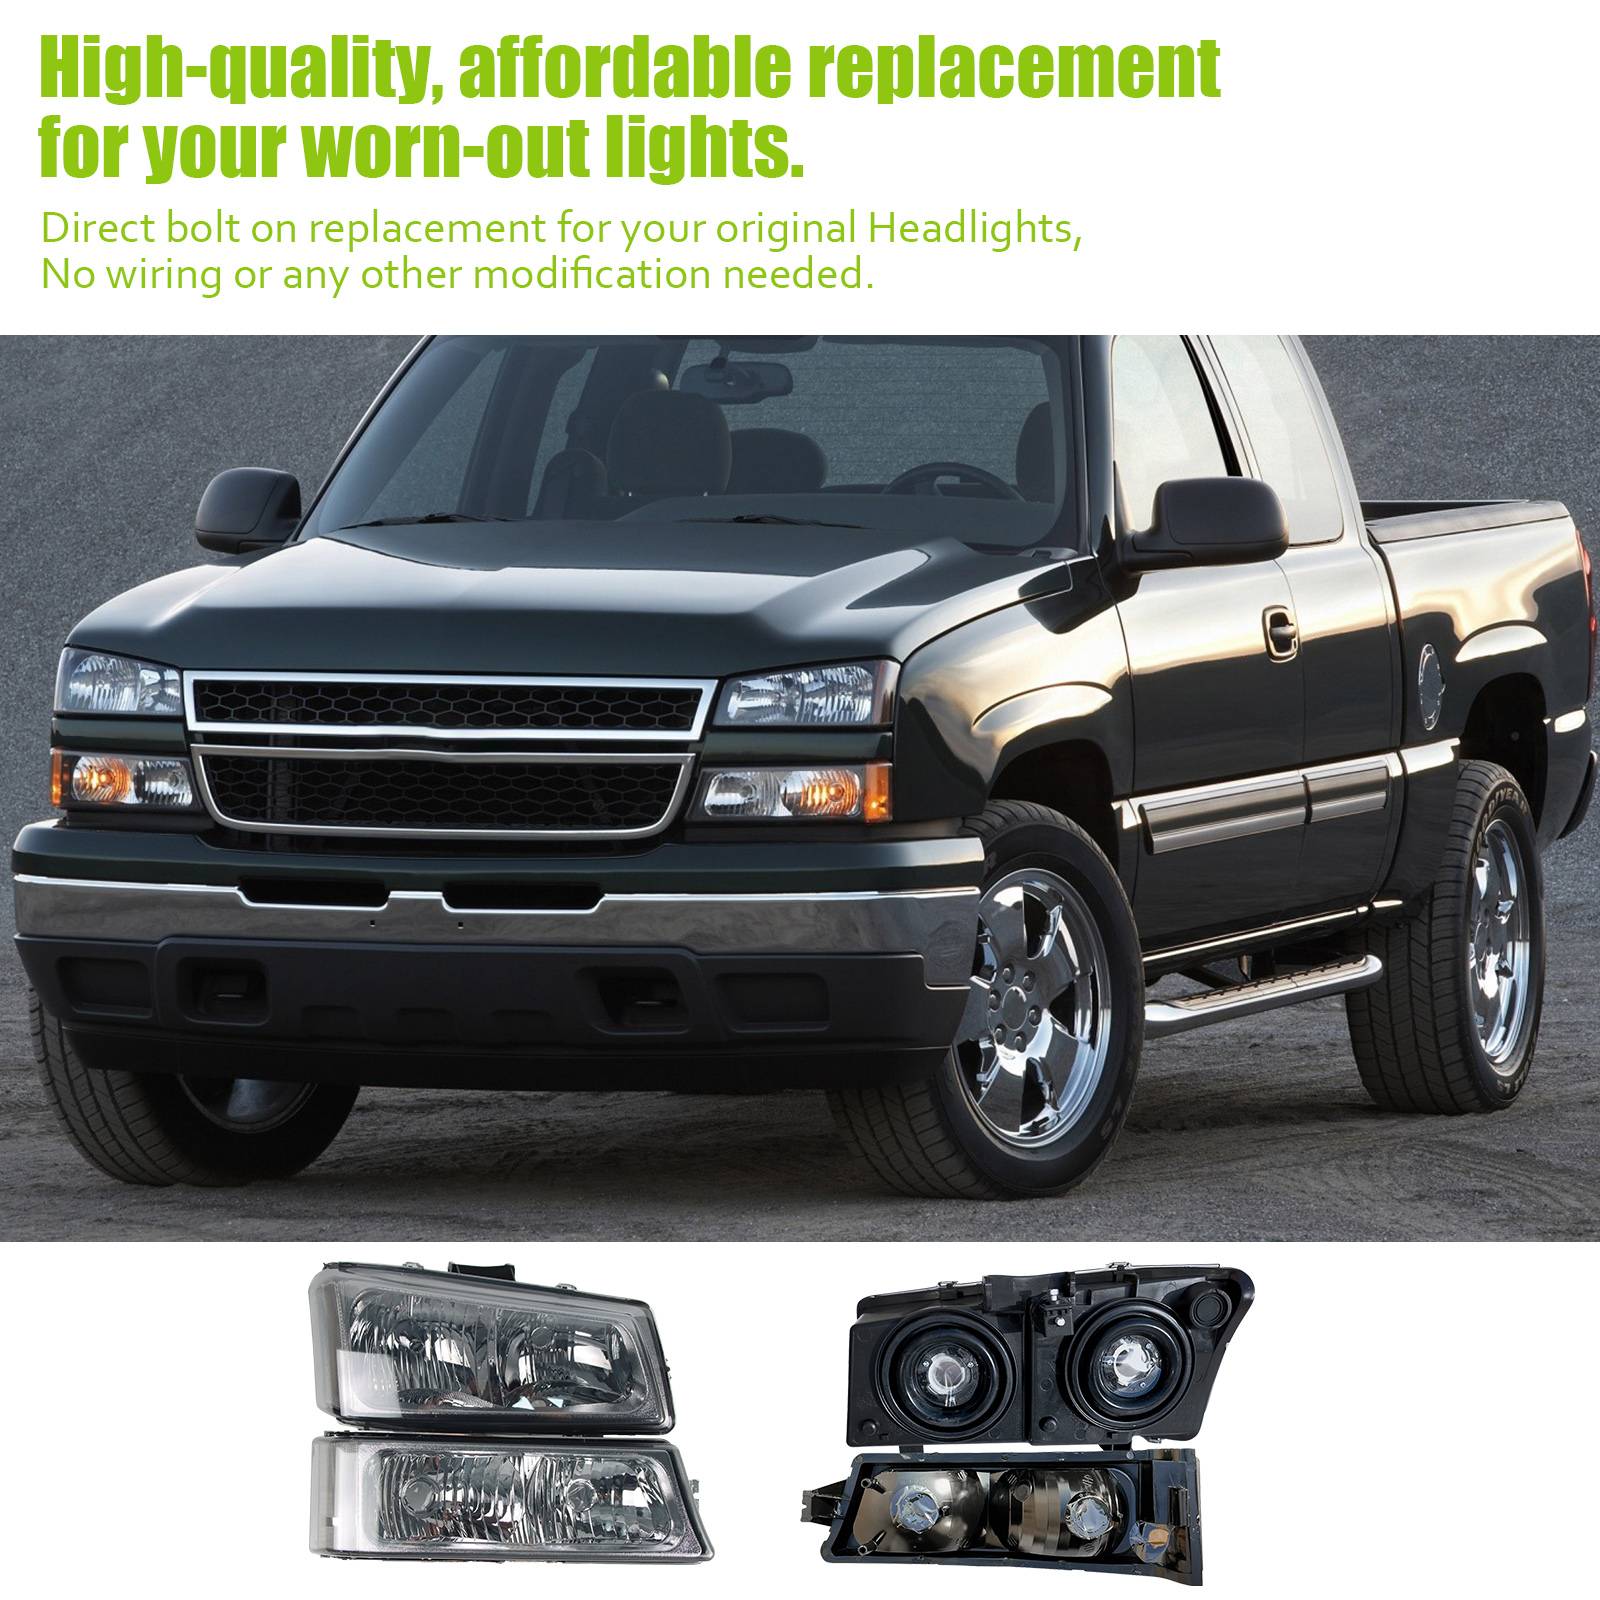 High-quality, affordable replacement
for your worn-out lights.
Direct bolt on replacement for your original Headlights,
No wiring or any other modification needed.